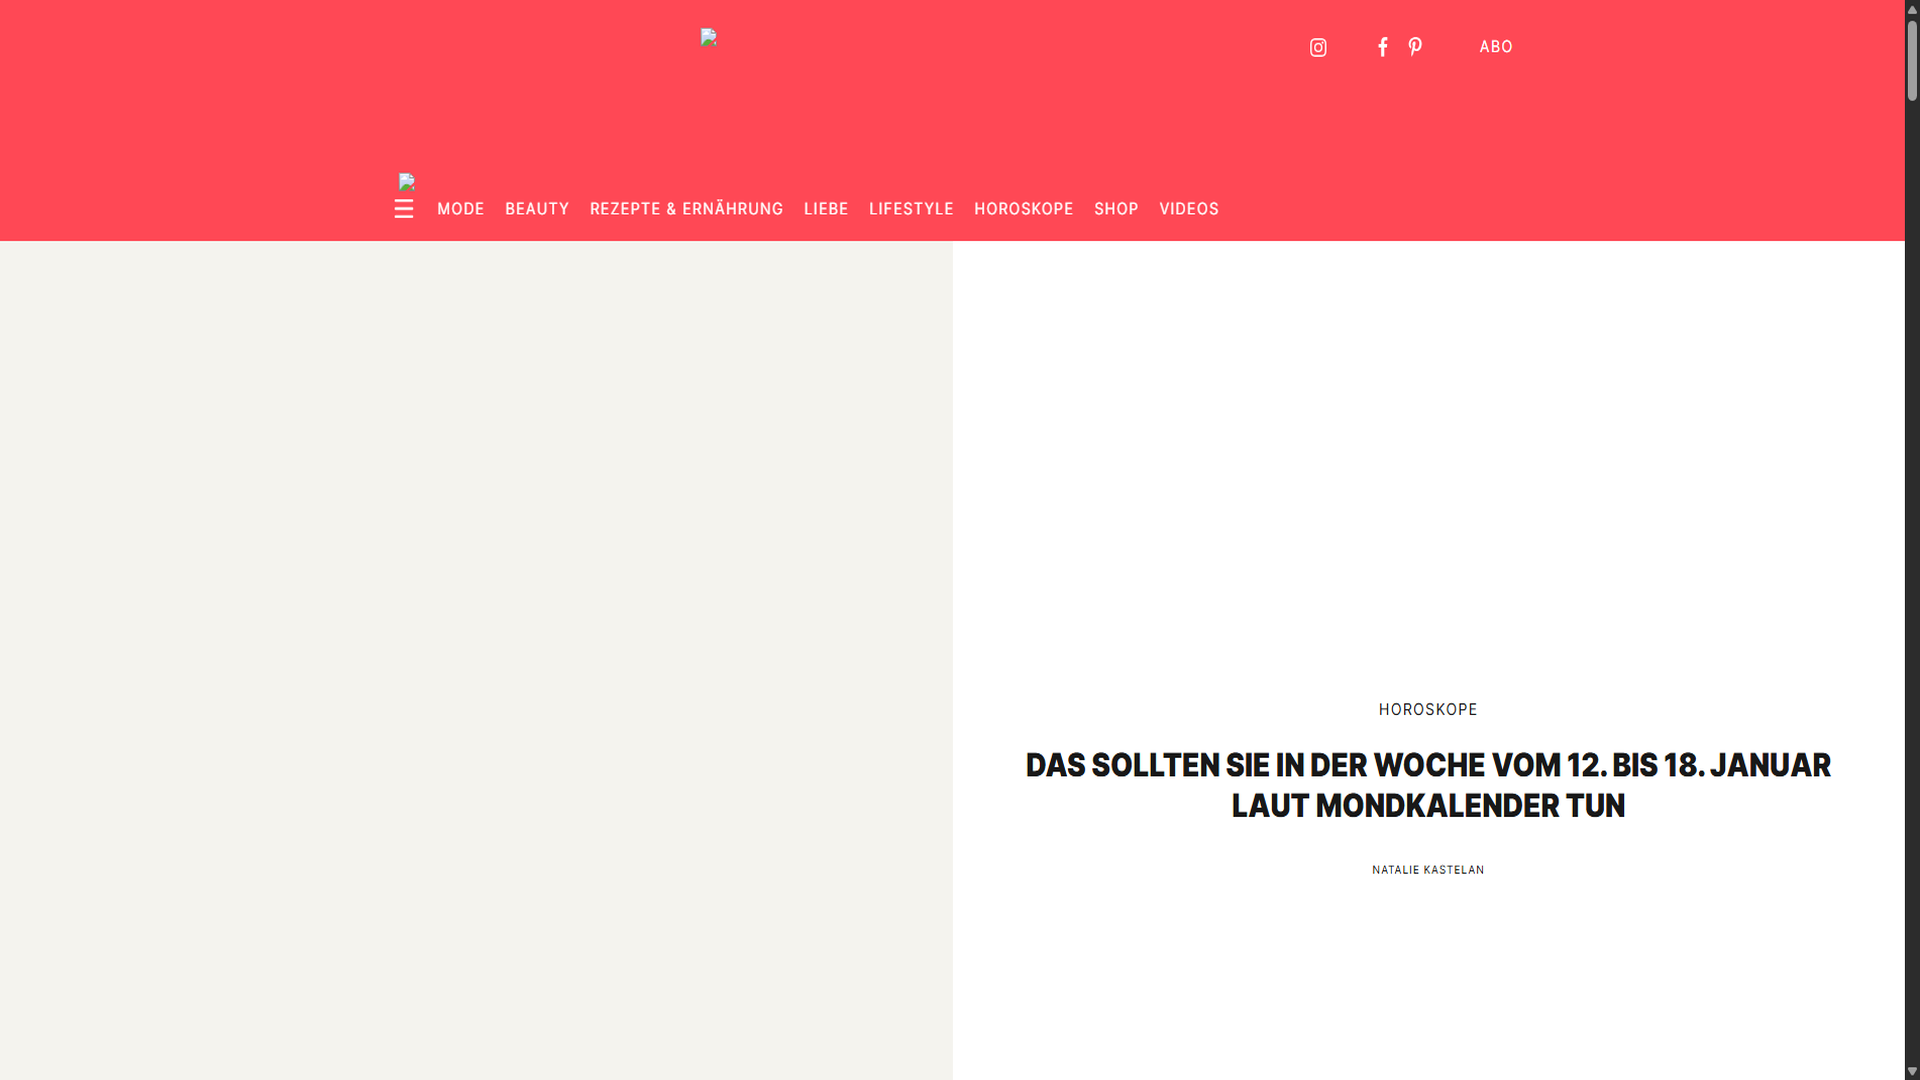 ABO
MODE BEAUTY REZEPTE & ERNÄHRUNG LIEBE LIFESTYLE HOROSKOPE SHOP VIDEOS
HOROSKOPE
DAS SOLLTEN SIE IN DER WOCHE VOM 12. BIS 18. JANUAR
LAUT MONDKALENDER TUN
NATALIE KASTELAN